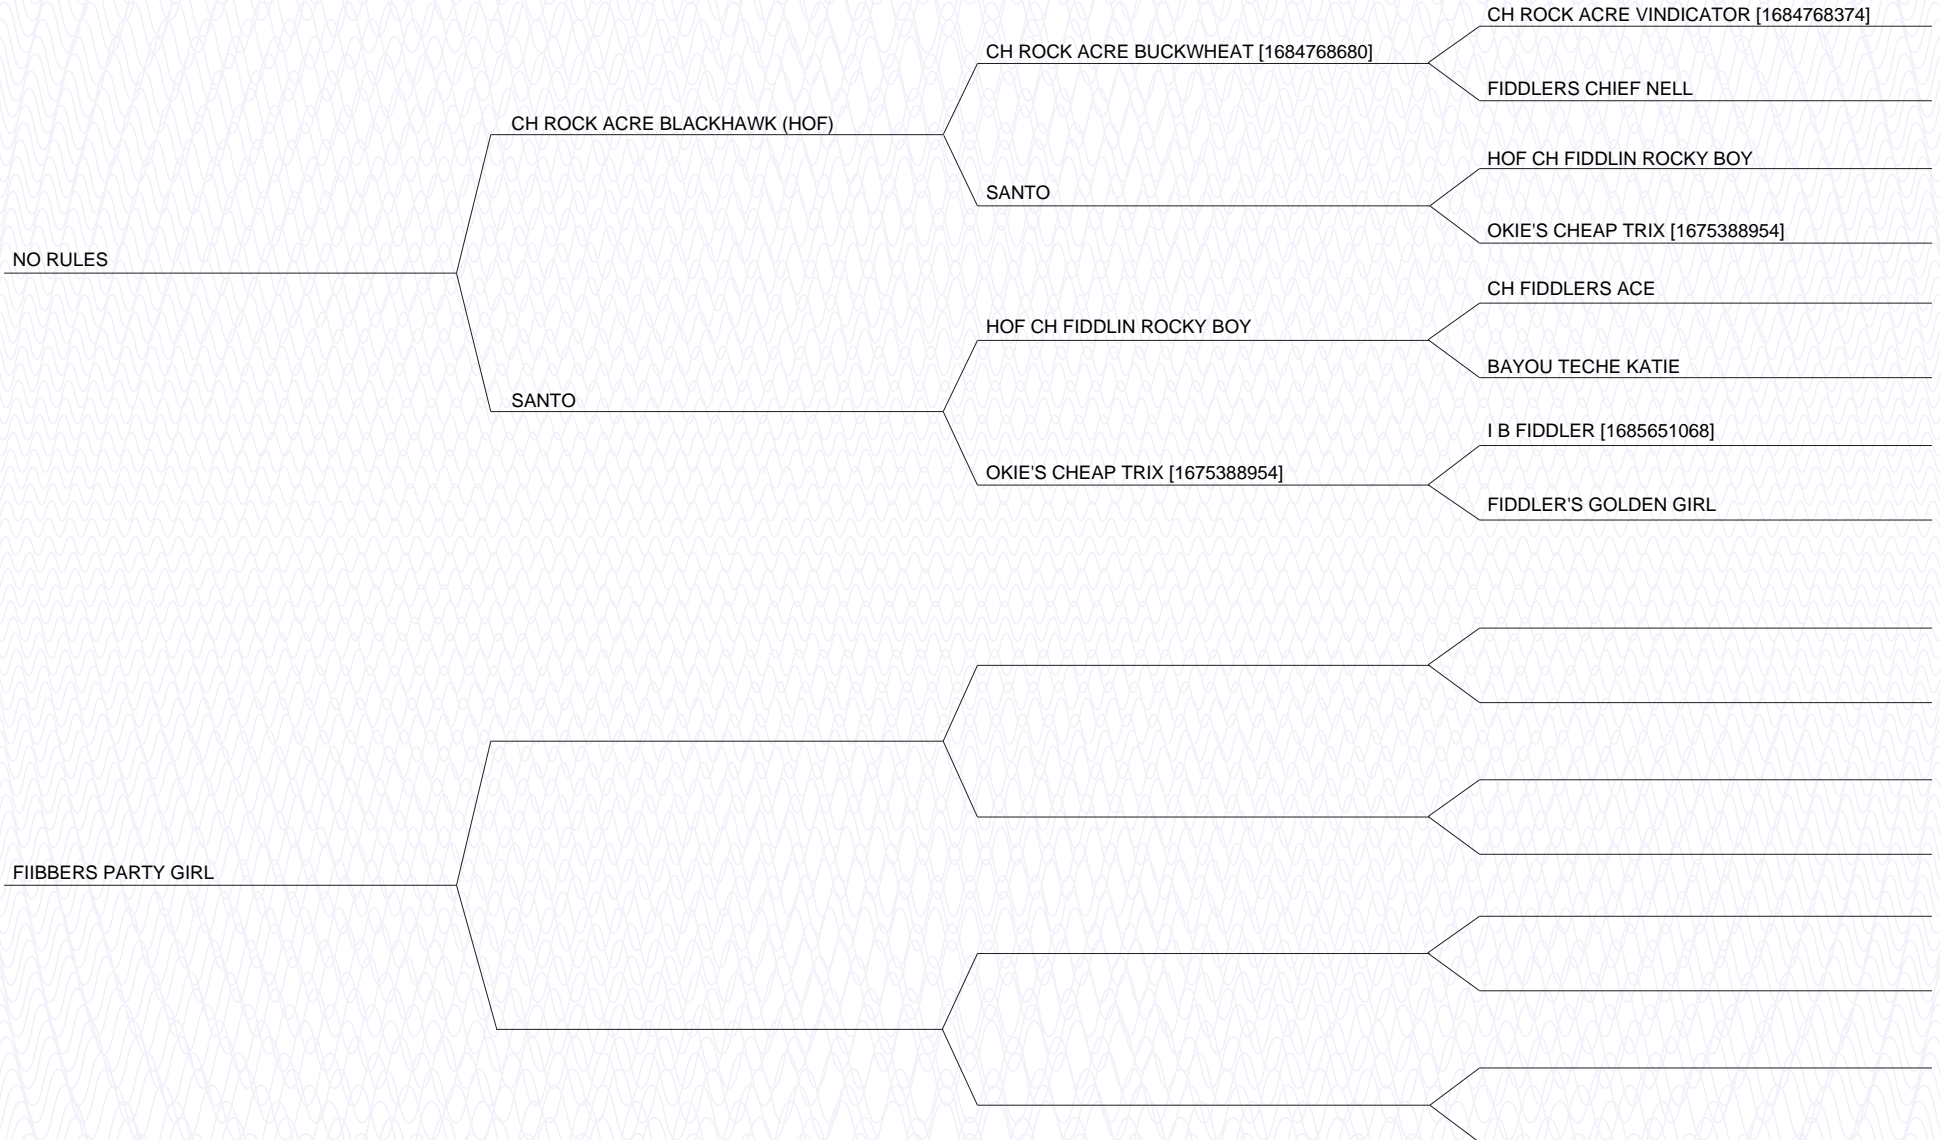 CH ROCK ACRE VINDICATOR [1684768374]
CH ROCK ACRE BUCKWHEAT [1684768680]
FIDDLERS CHIEF NELL
CH ROCK ACRE BLACKHAWK (HOF)
HOF CH FIDDLIN ROCKY BOY
SANTO
OKIE'S CHEAP TRIX [1675388954]
NO RULES
CH FIDDLERS ACE
HOF CH FIDDLIN ROCKY BOY
BAYOU TECHE KATIE
SANTO
I B FIDDLER [1685651068]
OKIE'S CHEAP TRIX [1675388954]
FIDDLER'S GOLDEN GIRL
FIIBBERS PARTY GIRL